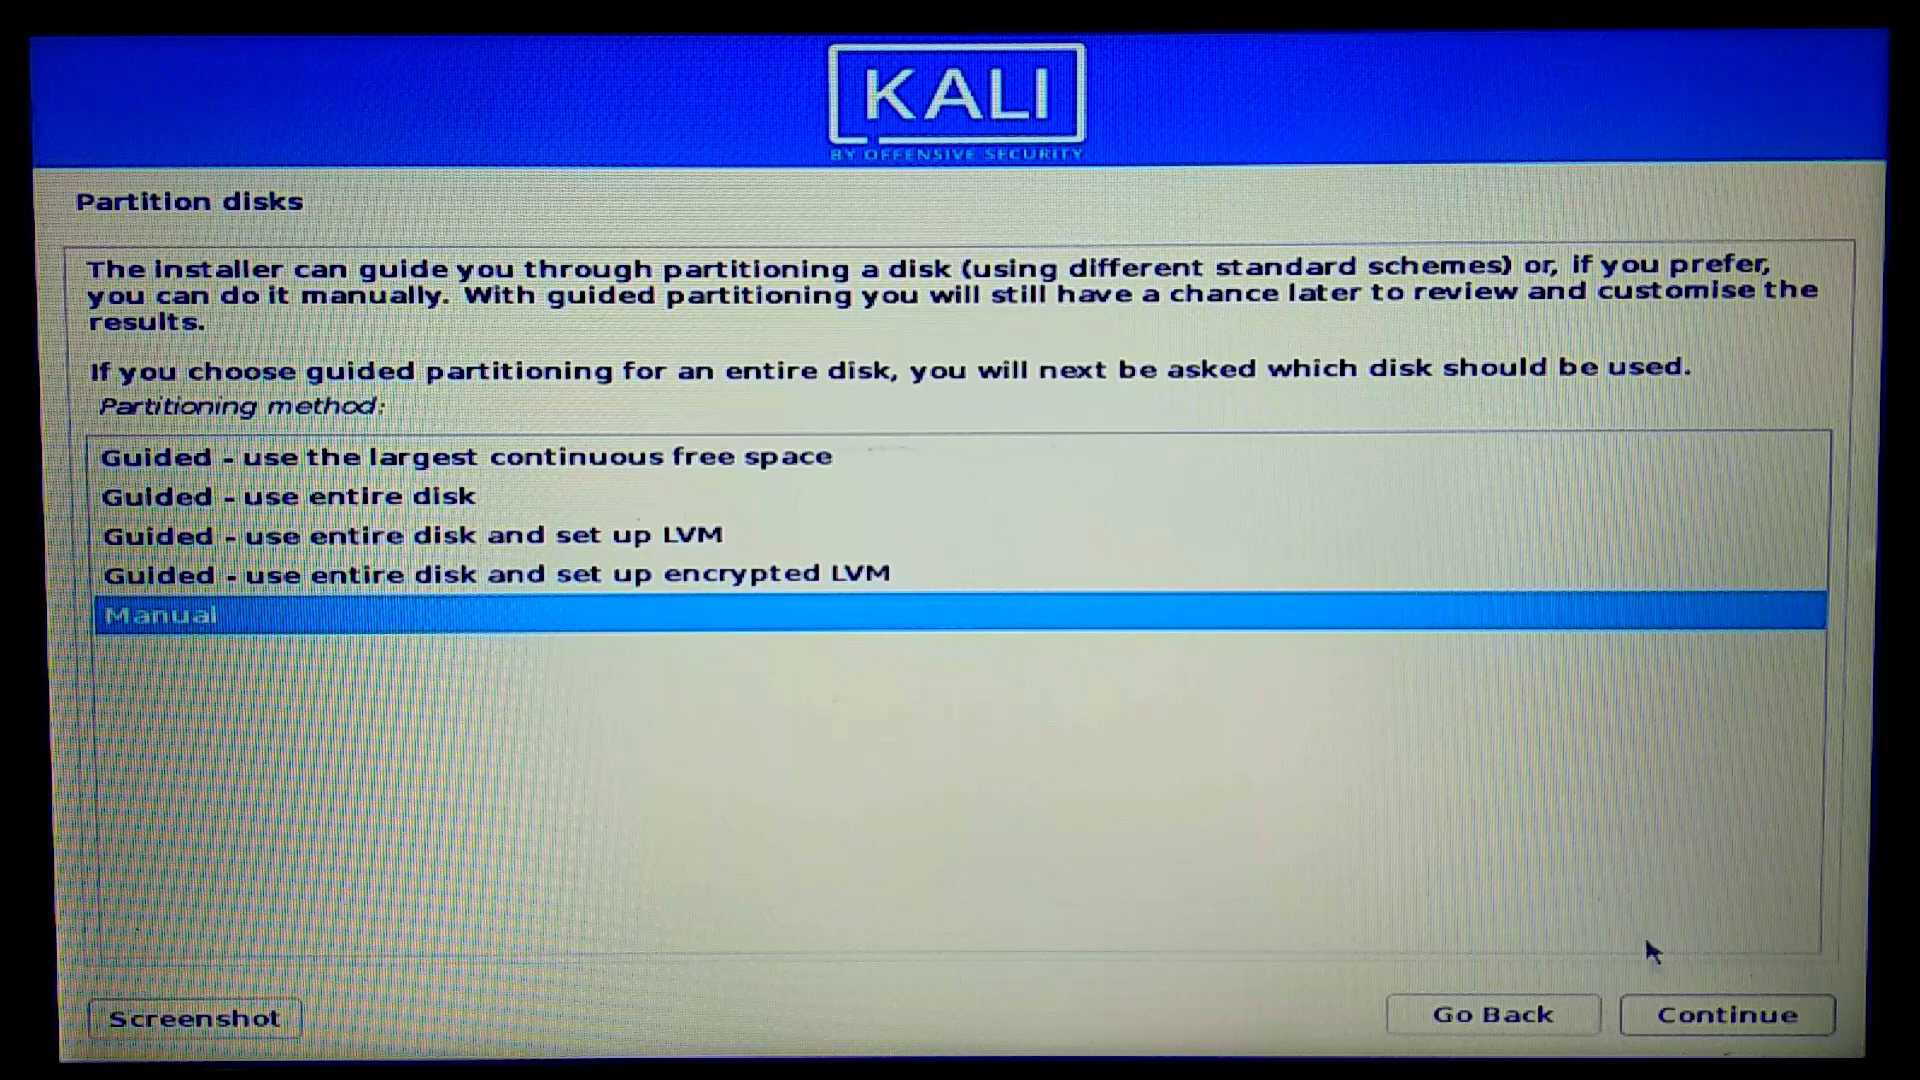 KALI
BY OFFENSIVE SECURITY
Partition disks
The installer can guide you through partitioning a disk (using different standard schemes) or, if you prefer,
you can do it manually. With guided partitioning you will still have a chance later to review and customise the
results.
If you choose guided partitioning for an entire disk, you will next be asked which disk should be used.
Partitioning method:
Guided - use the largest continuous free space
Guided - use entire disk
Guided - use entire disk and set up LVM
Guided - use entire disk and set up encrypted LVM
Manual
Screenshot
Go Back
Continue